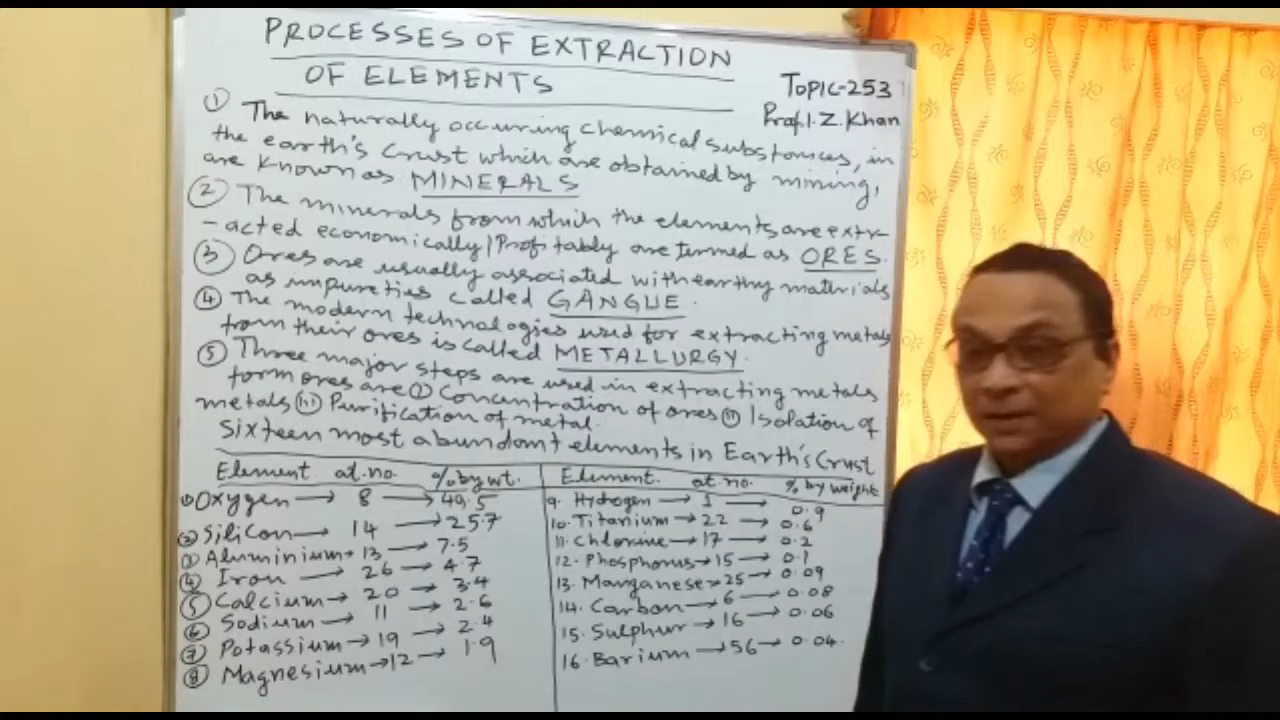 PROCESSES OF EXTRACTION
OF ELEMENTS
TOPIC-253
Prof. I. Z. Khan
① The naturally occuring chemical substances, in
the earth's crust which are obtained by mining,
are known as MINERALS
② The minerals from which the elements are extr-
-acted economically/Profitably are termed as ORES.
③ Ores are usually associated with earthy materials
as impureties called GANGUE.
④ The modern technologies used for extracting metals
from their ores is called METALLURGY.
⑤ Three major steps are used in extracting metals
form ores are ① Concentration of ores ⑪ Isolation of
metals ⑪⑪ Purification of metal.
Sixteen most abundant elements in Earth's Crust
Element at.no. % by wt.
① Oxygen → 8 → 49.5
② Silicon → 14 → 25.7
③ Aluminium → 13 → 7.5
④ Iron → 26 → 4.7
⑤ Calcium → 20 → 3.4
⑥ Sodium → 11 → 2.6
⑦ Potassium → 19 → 2.4
⑧ Magnesium → 12 → 1.9
Element. at.no. % by weight
9. Hydrogen → 1 → 0.9
10. Titanium → 22 → 0.6
11. Chlorine → 17 → 0.2
12. Phosphorus → 15 → 0.1
13. Manganese → 25 → 0.09
14. Carbon → 6 → 0.08
15. Sulphur → 16 → 0.06
16. Barium → 56 → 0.04.